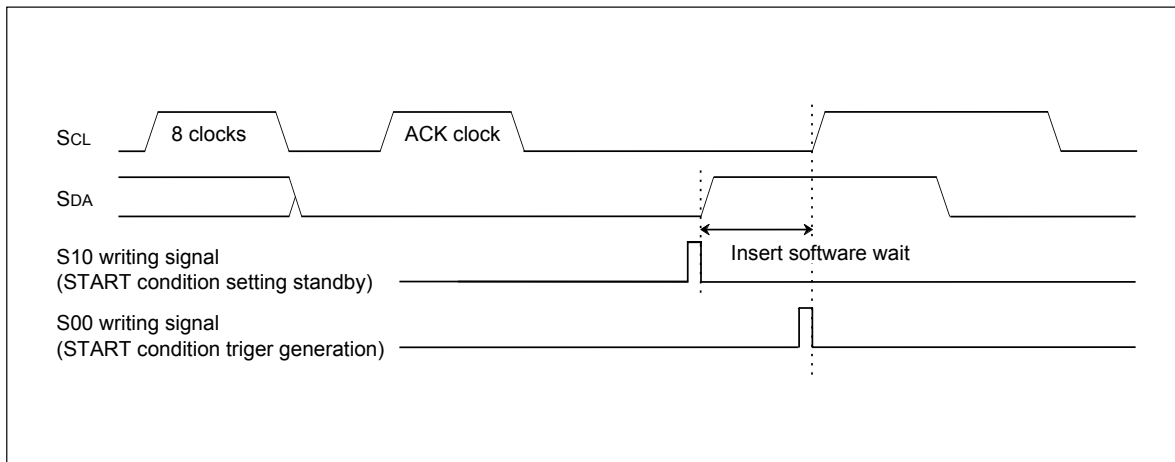 8 clocks
ACK clock
SCL
SDA
Insert software wait
S10 writing signal
(START condition setting standby)
S00 writing signal
(START condition triger generation)